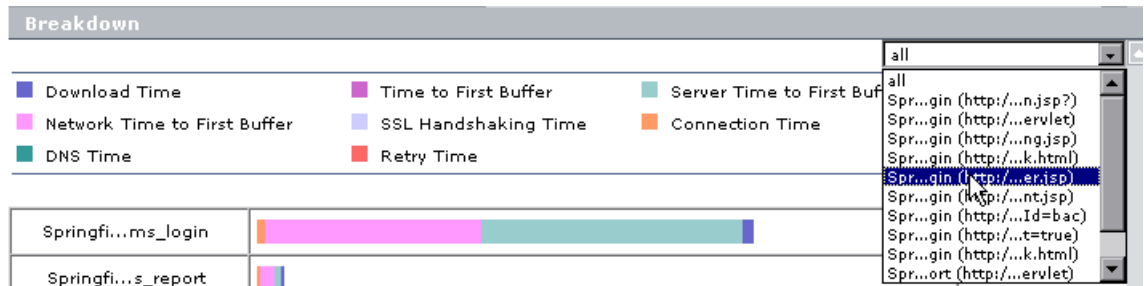 Breakdown
all
Download Time
Time to First Buffer
Server Time to First Buf
Network Time to First Buffer
SSL Handshaking Time
Connection Time
DNS Time
Retry Time
all
Spr...gin (http:/...n.jsp?)
Spr...gin (http:/...ervlet)
Spr...gin (http:/...ng.jsp)
Spr...gin (http:/...k.html)
Spr...gin (http:/...er.jsp)
Spr...gin (http:/...nt.jsp)
Spr...gin (http:/...Id=bac)
Spr...gin (http:/...t=true)
Spr...gin (http:/...k.html)
Spr...ort (http:/...ervlet)
Springfi...ms_login
Springfi...s_report